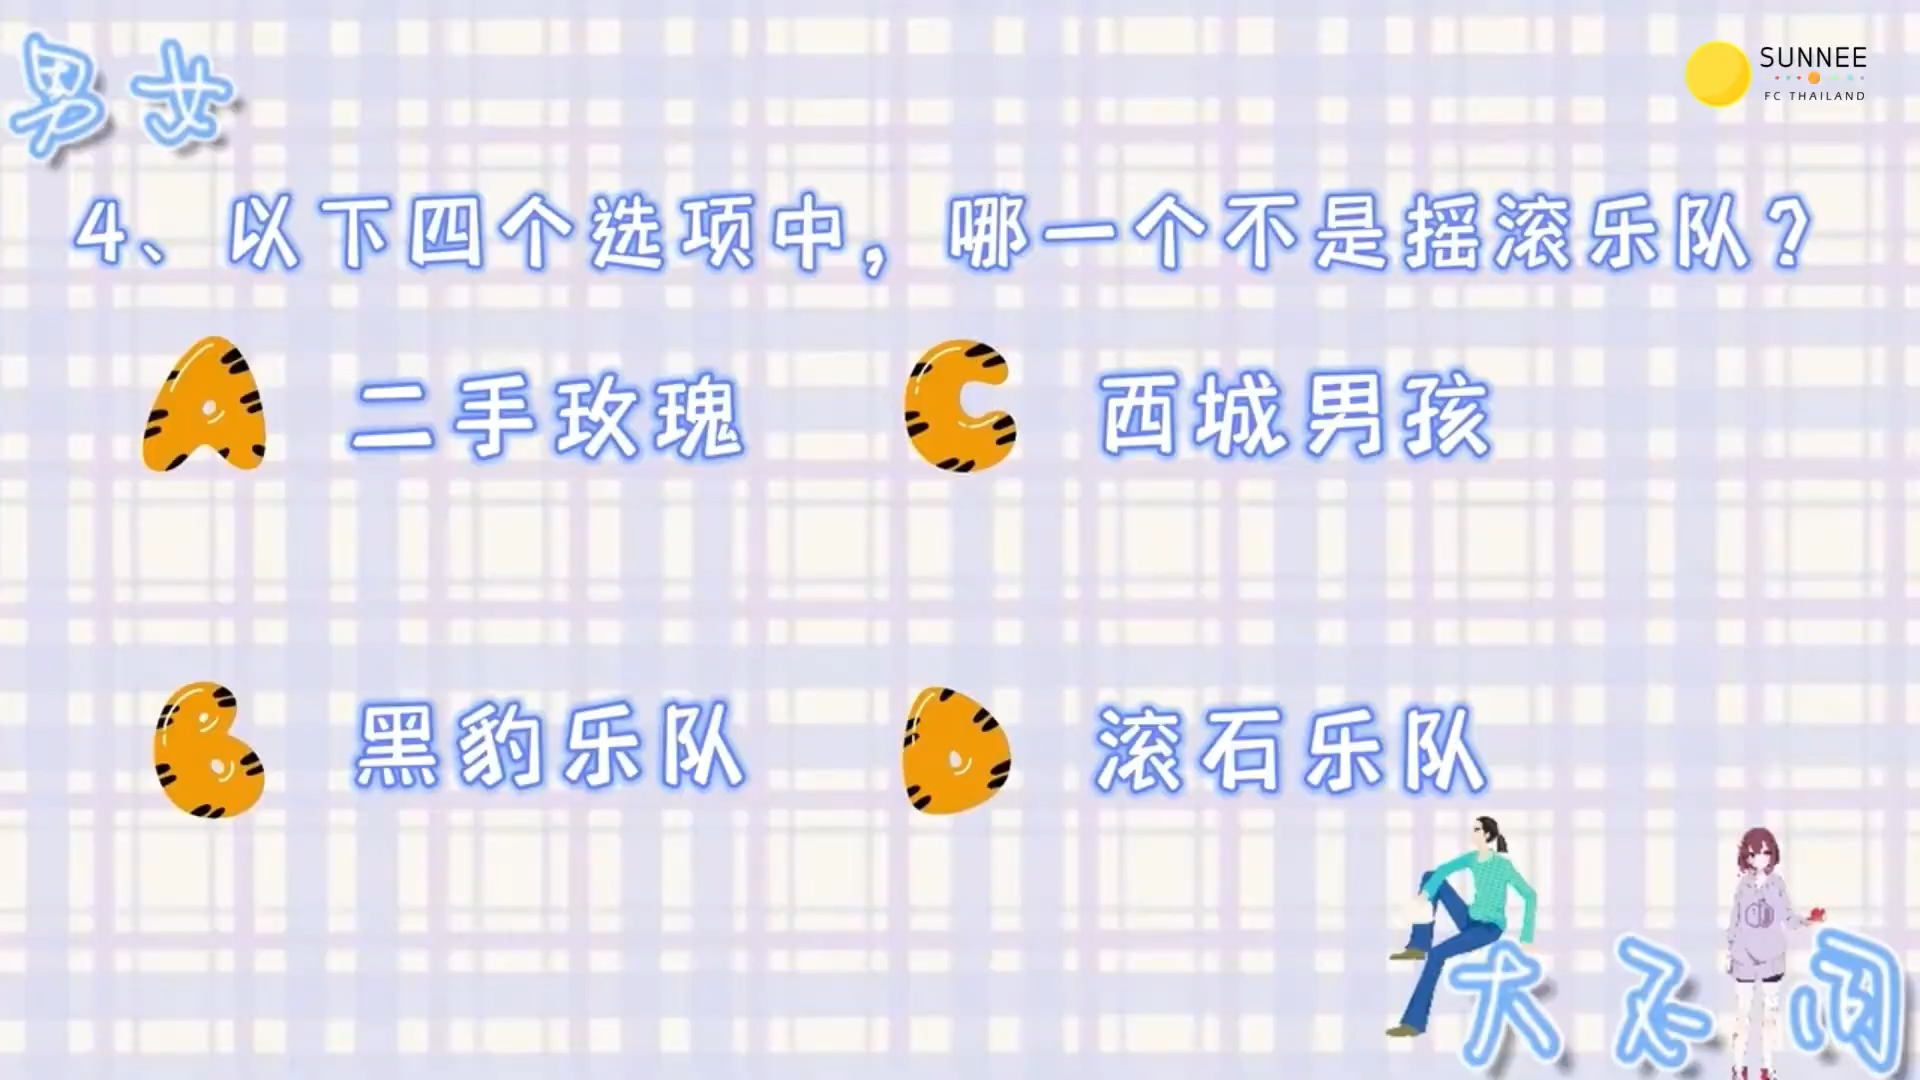 男女
SUNNEE
FC THAILAND
4、以下四个选项中，哪一个不是摇滚乐队？
A 二手玫瑰
C 西城男孩
B 黑豹乐队
D 滚石乐队
大不同